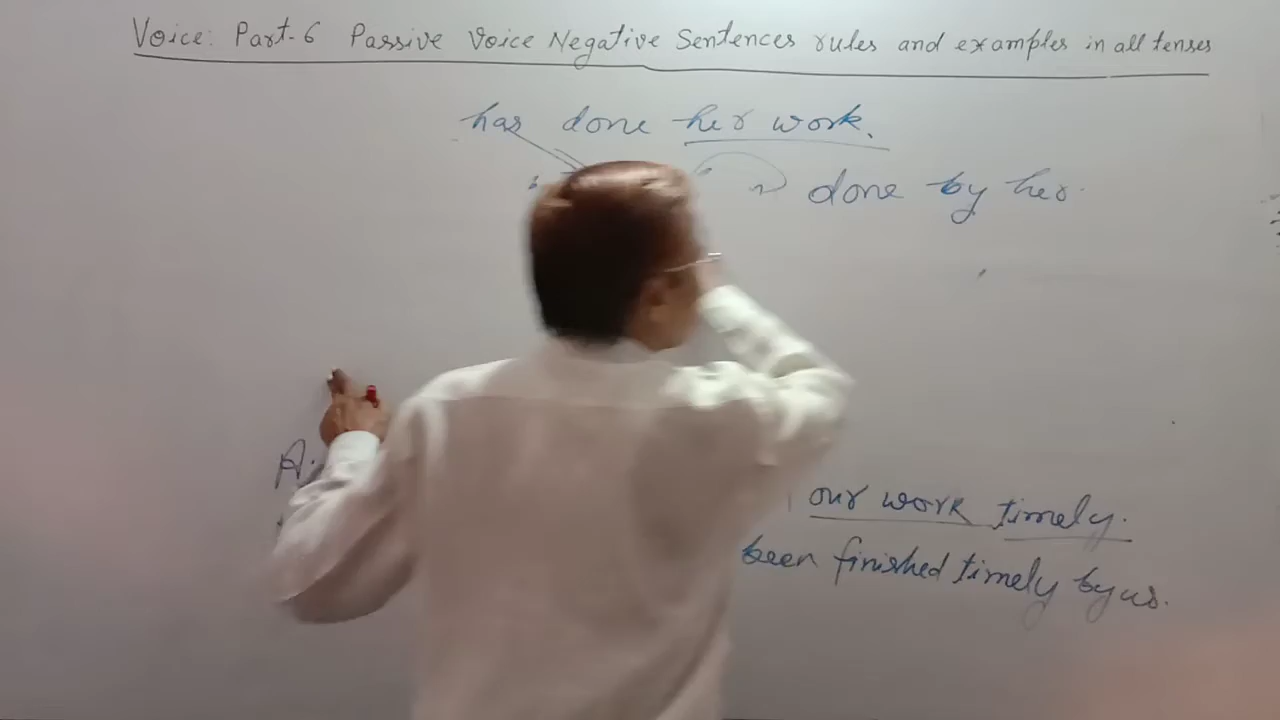 Voice: Part-6 Passive Voice Negative Sentences rules and examples in all tenses
has done her work.
done by her.
our work timely.
been finished timely by us.